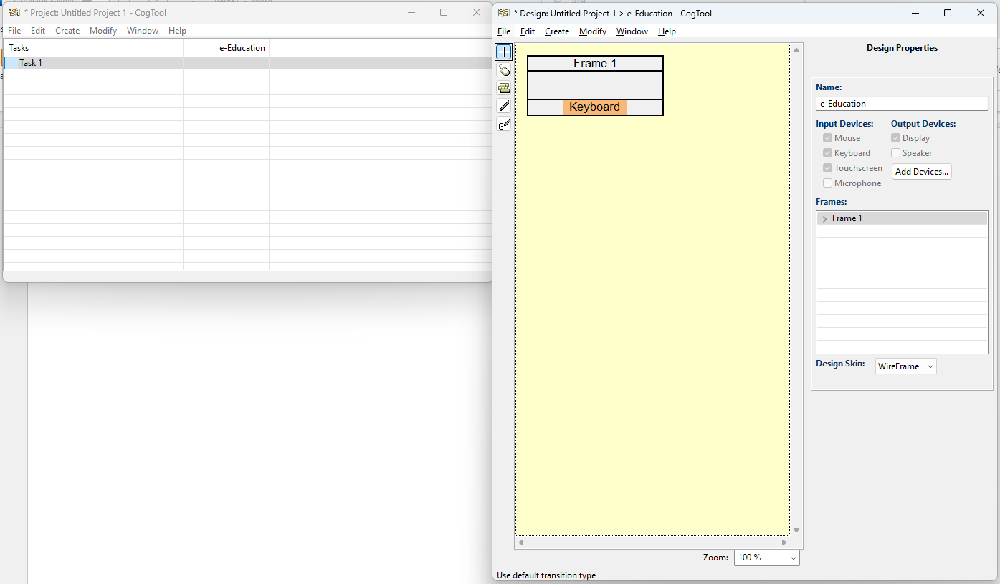 * Project: Untitled Project 1 - CogTool
File Edit Create Modify Window Help
Tasks e-Education
Task 1
* Design: Untitled Project 1 > e-Education - CogTool
File Edit Create Modify Window Help
Frame 1
Keyboard
G
Zoom: 100 %
Use default transition type
Design Properties
Name:
e-Education
Input Devices: Output Devices:
Mouse Display
Keyboard Speaker
Touchscreen Add Devices...
Microphone
Frames:
Frame 1
Design Skin: WireFrame